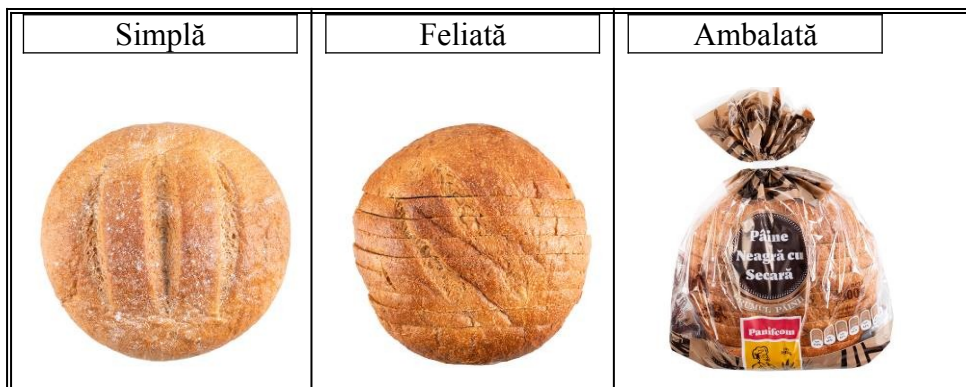 Simplă
Feliată
Ambalată
Pâine
Neagră cu
Secară
Panifcom